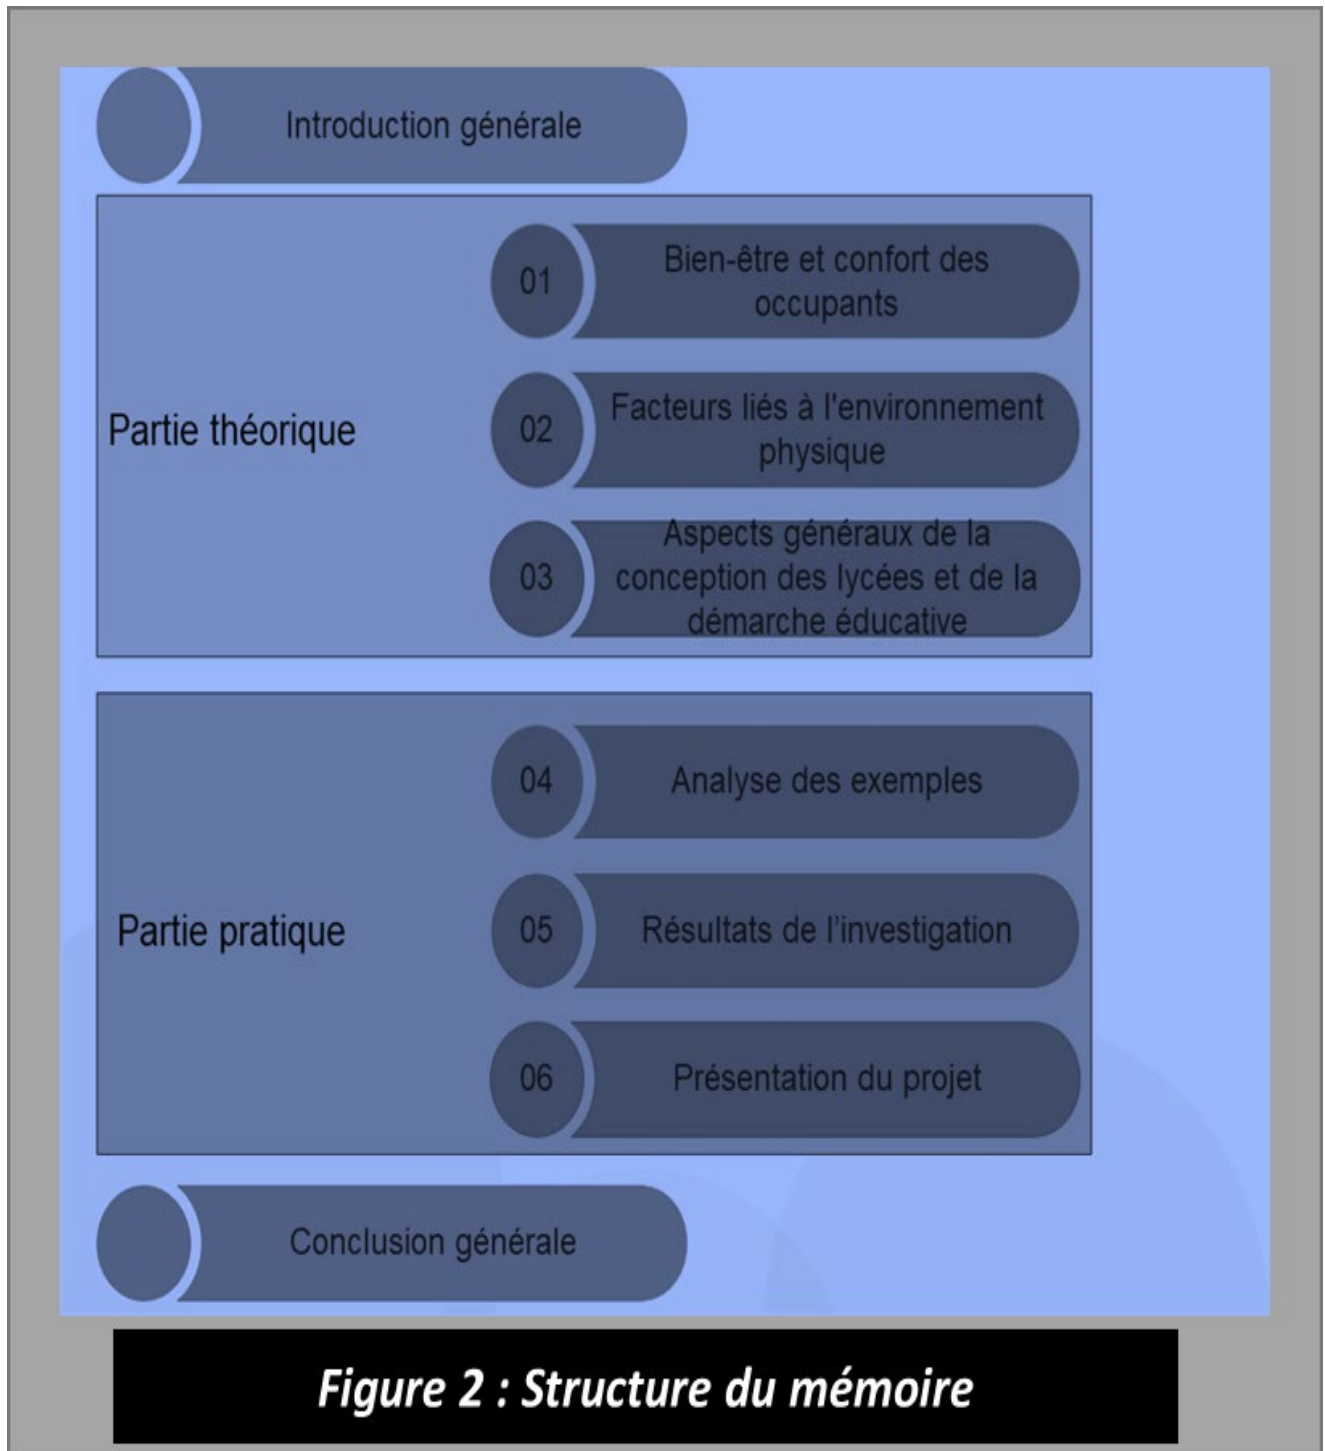 Introduction générale
Partie théorique
01
Bien-être et confort des
occupants
02
Facteurs liés à l'environnement
physique
03
Aspects généraux de la
conception des lycées et de la
démarche éducative
Partie pratique
04
Analyse des exemples
05
Résultats de l’investigation
06
Présentation du projet
Conclusion générale
Figure 2 : Structure du mémoire